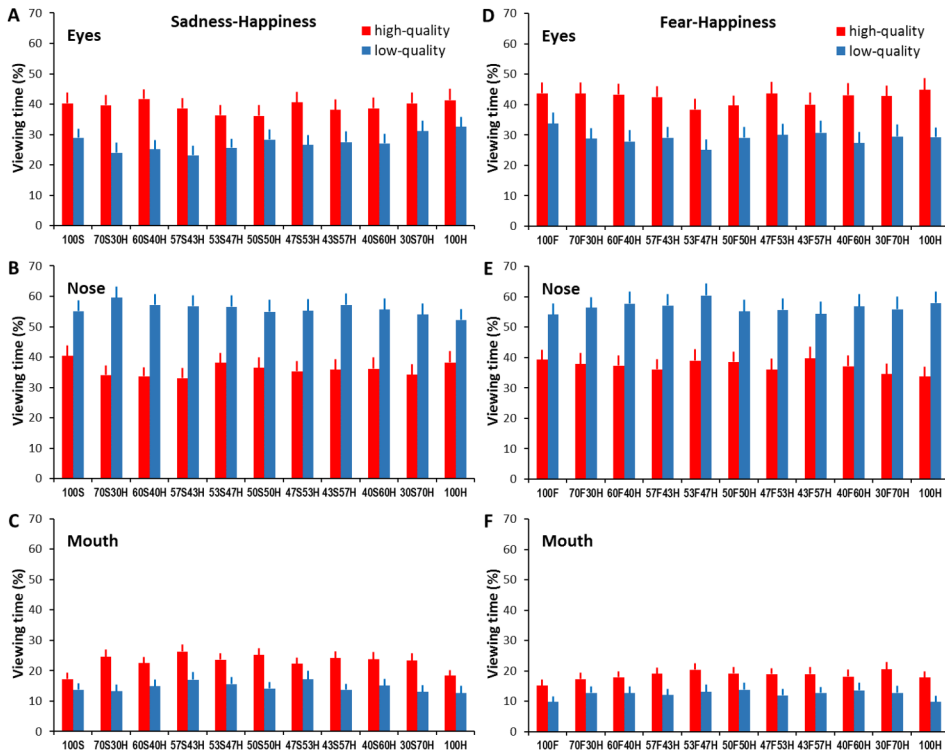 A
Sadness-Happiness
Eyes
high-quality
low-quality
Viewing time (%)
70
60
50
40
30
20
10
0
100S 70S30H 60S40H 57S43H 53S47H 50S50H 47S53H 43S57H 40S60H 30S70H 100H
B
Nose
Viewing time (%)
70
60
50
40
30
20
10
0
100S 70S30H 60S40H 57S43H 53S47H 50S50H 47S53H 43S57H 40S60H 30S70H 100H
C
Mouth
Viewing time (%)
70
60
50
40
30
20
10
0
100S 70S30H 60S40H 57S43H 53S47H 50S50H 47S53H 43S57H 40S60H 30S70H 100H
D
Fear-Happiness
Eyes
high-quality
low-quality
Viewing time (%)
70
60
50
40
30
20
10
0
100F 70F30H 60F40H 57F43H 53F47H 50F50H 47F53H 43F57H 40F60H 30F70H 100H
E
Nose
Viewing time (%)
70
60
50
40
30
20
10
0
100F 70F30H 60F40H 57F43H 53F47H 50F50H 47F53H 43F57H 40F60H 30F70H 100H
F
Mouth
Viewing time (%)
70
60
50
40
30
20
10
0
100F 70F30H 60F40H 57F43H 53F47H 50F50H 47F53H 43F57H 40F60H 30F70H 100H